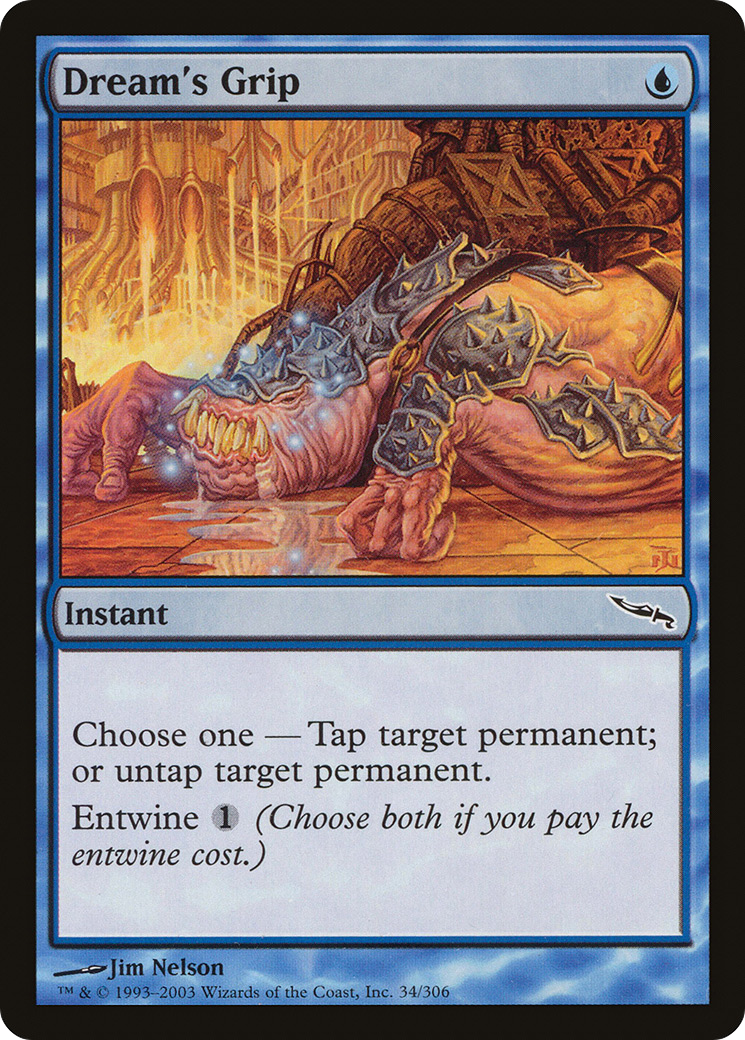 Dream's Grip
Instant
Choose one — Tap target permanent;
or untap target permanent.
Entwine 1 (Choose both if you pay the
entwine cost.)
Jim Nelson
™ & © 1993–2003 Wizards of the Coast, Inc. 34/306